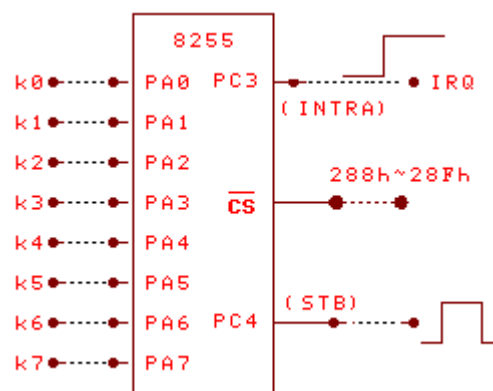 8255
k0 PA0 PC3 IRQ
(INTRA)
k1 PA1
k2 PA2
288h~28Fh
k3 PA3 CS
k4 PA4
k5 PA5
(STB)
k6 PA6 PC4
k7 PA7